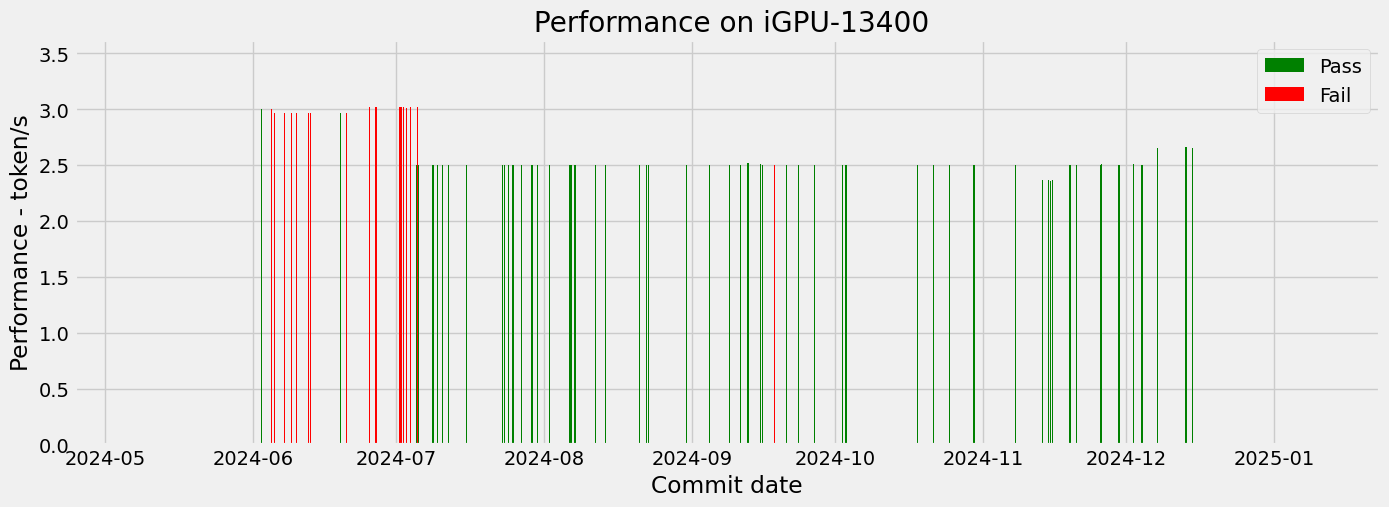 Performance on iGPU-13400
Performance - token/s
3.5
3.0
2.5
2.0
1.5
1.0
0.5
0.0
Pass
Fail
2024-05 2024-06 2024-07 2024-08 2024-09 2024-10 2024-11 2024-12 2025-01
Commit date